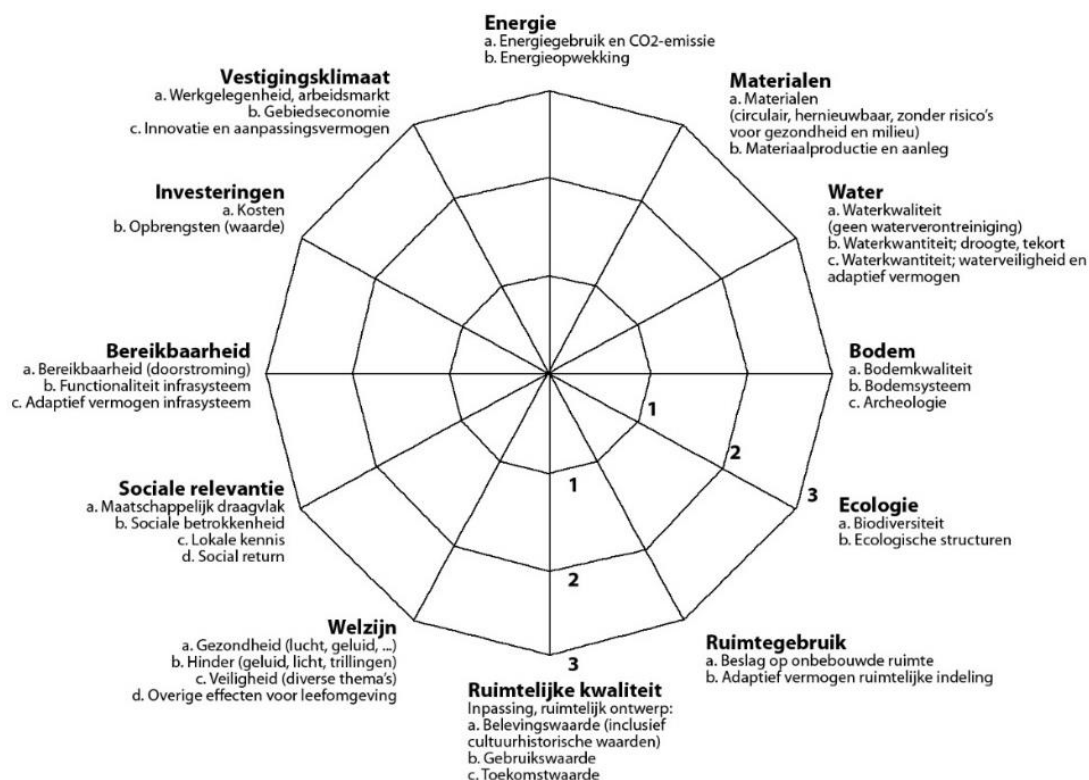 Energie
a. Energiegebruik en CO2-emissie
b. Energieopwekking
Materialen
a. Materialen
(circulair, hernieuwbaar, zonder risico's
voor gezondheid en milieu)
b. Materiaalproductie en aanleg
Water
a. Waterkwaliteit
(geen waterverontreiniging)
b. Waterkwantiteit; droogte, tekort
c. Waterkwantiteit; waterveiligheid en
adaptief vermogen
Bodem
a. Bodemkwaliteit
b. Bodemsysteem
c. Archeologie
Ecologie
a. Biodiversiteit
b. Ecologische structuren
Ruimtegebruik
a. Beslag op onbebouwde ruimte
b. Adaptief vermogen ruimtelijke indeling
Ruimtelijke kwaliteit
Inpassing, ruimtelijk ontwerp:
a. Belevingswaarde (inclusief
cultuurhistorische waarden)
b. Gebruikswaarde
c. Toekomstwaarde
Welzijn
a. Gezondheid (lucht, geluid, ...)
b. Hinder (geluid, licht, trillingen)
c. Veiligheid (diverse thema's)
d. Overige effecten voor leefomgeving
Sociale relevantie
a. Maatschappelijk draagvlak
b. Sociale betrokkenheid
c. Lokale kennis
d. Social return
Bereikbaarheid
a. Bereikbaarheid (doorstroming)
b. Functionaliteit infrasysteem
c. Adaptief vermogen infrasysteem
Investeringen
a. Kosten
b. Opbrengsten (waarde)
Vestigingsklimaat
a. Werkgelegenheid, arbeidsmarkt
b. Gebiedseconomie
c. Innovatie en aanpassingsvermogen
1
2
3
1
2
3